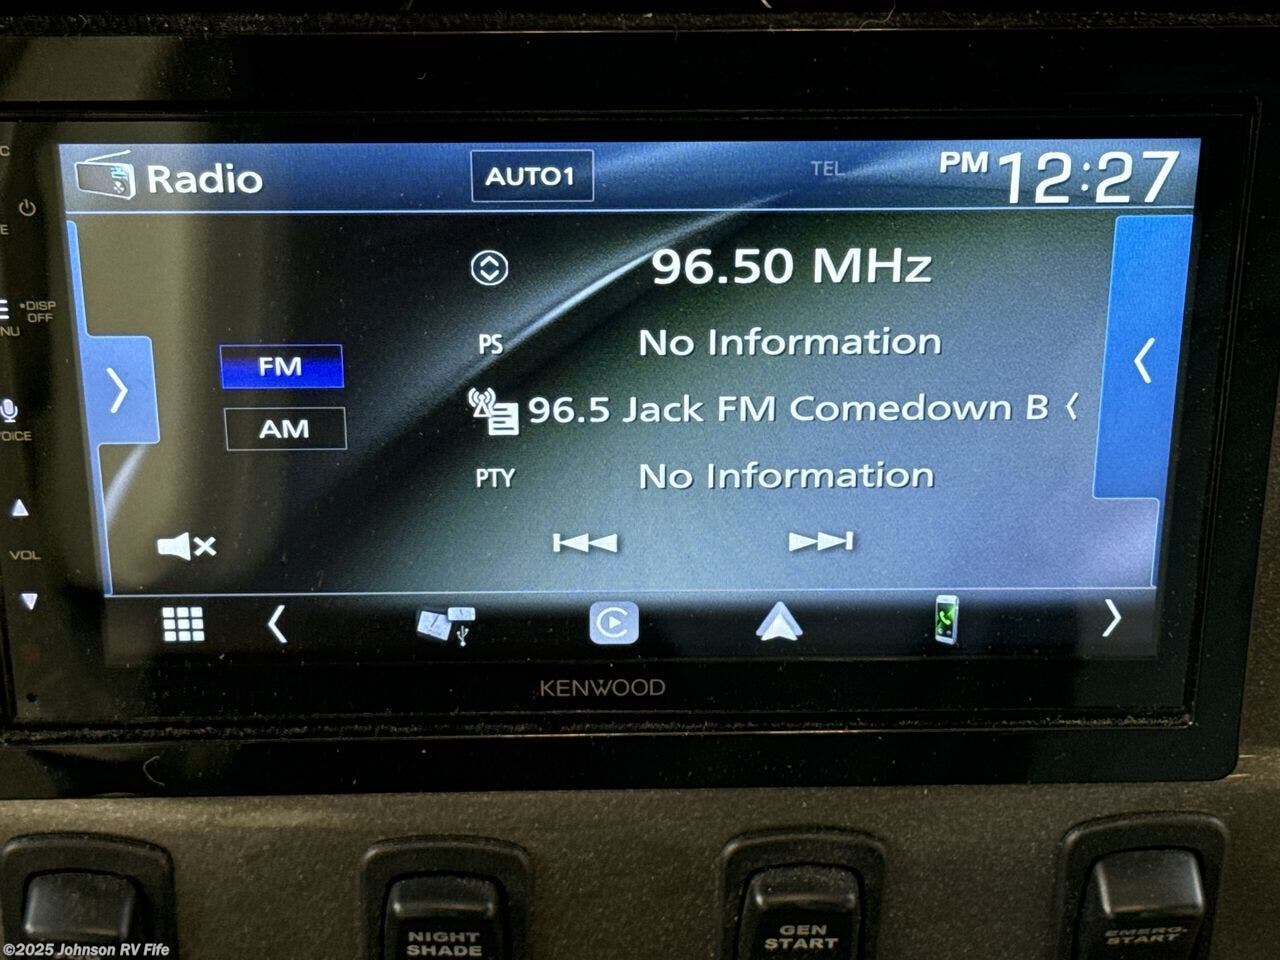 Radio
AUTO1
TEL
PM 12:27
96.50 MHz
•DISP
OFF
PS
No Information
FM
96.5 Jack FM Comedown B
AM
PTY
No Information
VOL
KENWOOD
NIGHT
SHADE
GEN
START
EMERG.
START
©2025 Johnson RV Fife